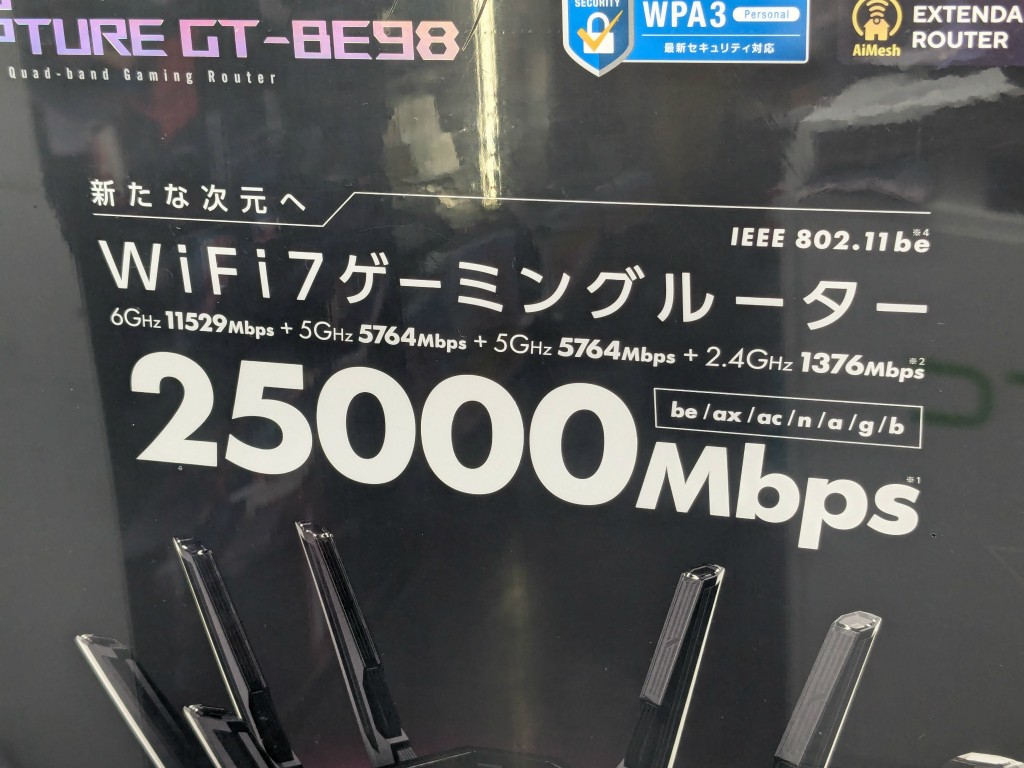 PTURE GT-BE98
Quad-band Gaming Router
SECURITY
WPA3 Personal
最新セキュリティ対応
AiMesh
EXTENDA
ROUTER
新たな次元へ
IEEE 802.11be※4
WiFi7ゲーミングルーター
6GHz 11529Mbps + 5GHz 5764Mbps + 5GHz 5764Mbps + 2.4GHz 1376Mbps※2
be/ax/ac/n/a/g/b
25000Mbps※1